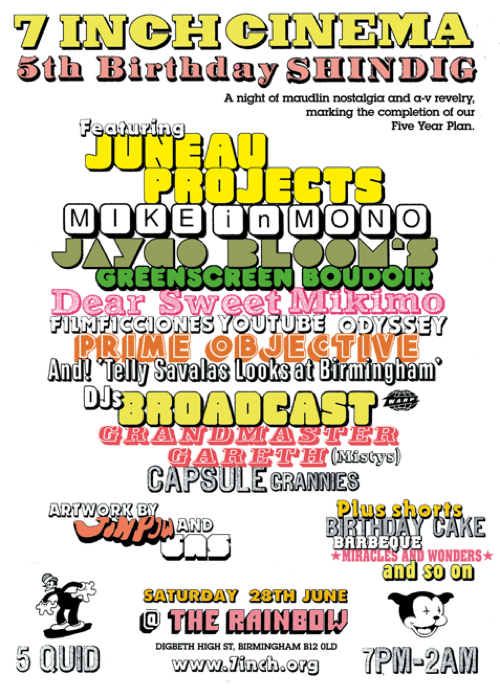 7 INCH CINEMA
5th Birthday SHINDIG
A night of maudlin nostalgia and a-v revelry,
marking the completion of our
Five Year Plan.
Featuring
JUNEAU
PROJECTS
MIKE in MONO
JAYGO BLOOM'S
GREENSCREEN BOUDOIR
Dear Sweet Mikimo
FILMFICCIONES YOUTUBE ODYSSEY
PRIME OBJECTIVE
And! 'Telly Savalas Looks at Birmingham'
DJs BROADCAST
GRANDMASTER
GARETH (Mistys)
CAPSULE GRANNIES
ARTWORK BY
JIMPJW AND
JAS
Plus shorts
BIRTHDAY CAKE
BARBEQUE
★MIRACLES AND WONDERS★
and so on
SATURDAY 28TH JUNE
@ THE RAINBOW
DIGBETH HIGH ST, BIRMINGHAM B12 0LD
5 QUID
www.7inch.org
7PM-2AM